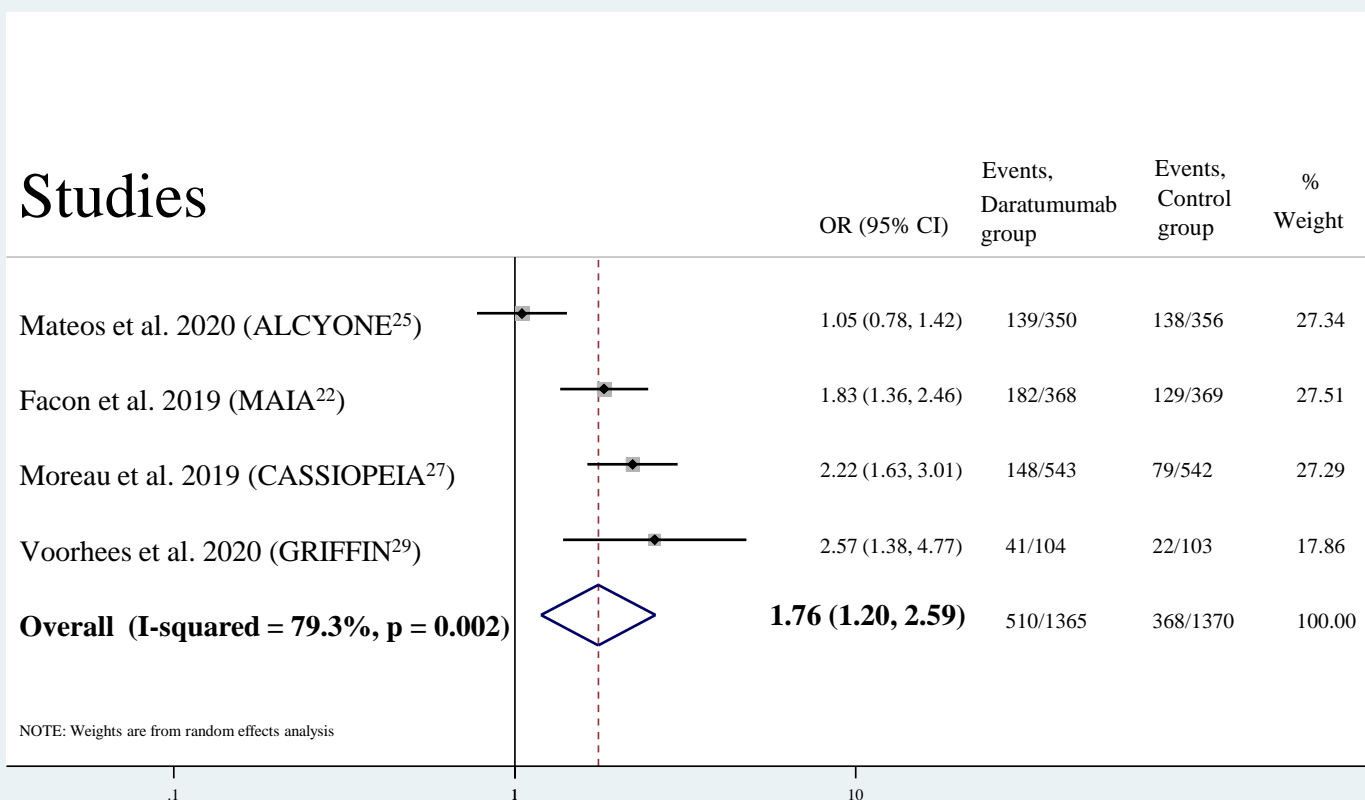 Studies
OR (95% CI)
Events,
Daratumumab
group
Events,
Control
group
%
Weight
Mateos et al. 2020 (ALCYONE²⁵) 1.05 (0.78, 1.42) 139/350 138/356 27.34
Facon et al. 2019 (MAIA²²) 1.83 (1.36, 2.46) 182/368 129/369 27.51
Moreau et al. 2019 (CASSIOPEIA²⁷) 2.22 (1.63, 3.01) 148/543 79/542 27.29
Voorhees et al. 2020 (GRIFFIN²⁹) 2.57 (1.38, 4.77) 41/104 22/103 17.86
Overall (I-squared = 79.3%, p = 0.002) 1.76 (1.20, 2.59) 510/1365 368/1370 100.00
NOTE: Weights are from random effects analysis
.1 1 10